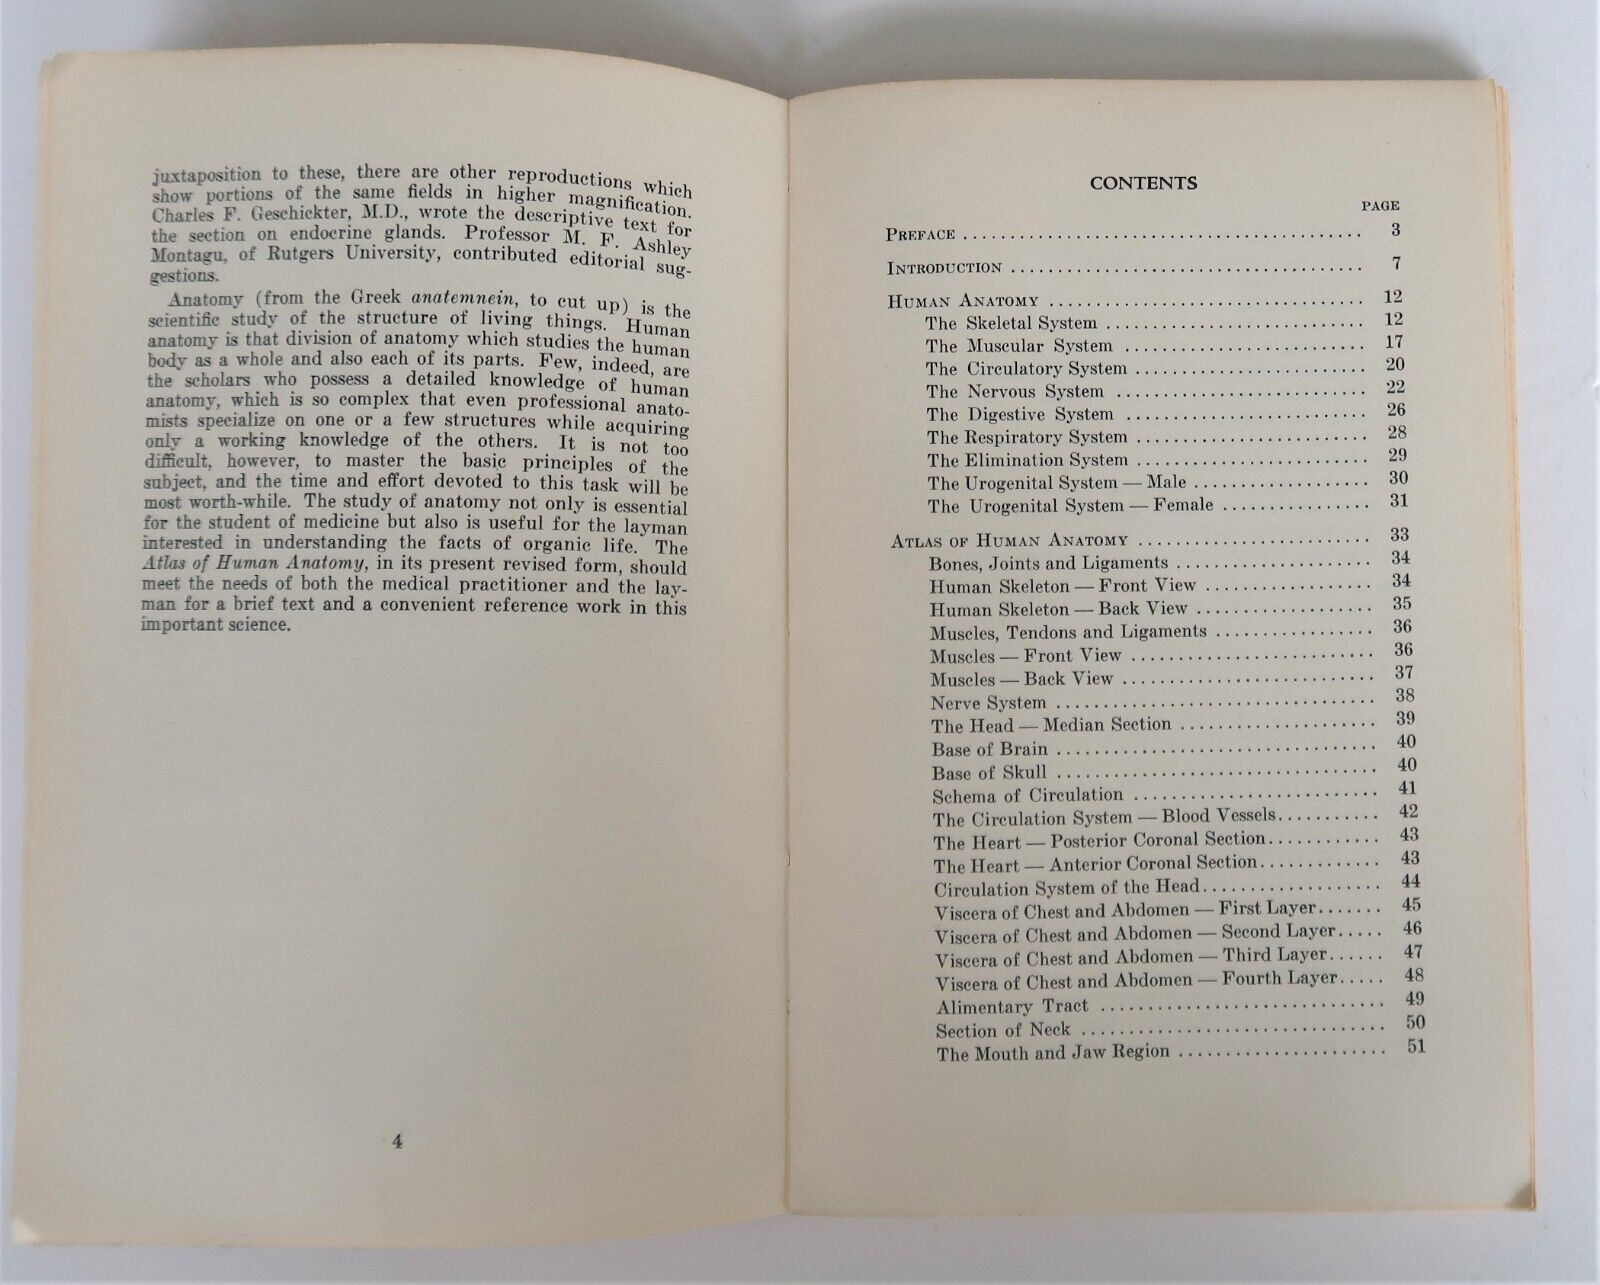 juxtaposition to these, there are other reproductions which
show portions of the same fields in higher magnification.
Charles F. Geschickter, M.D., wrote the descriptive text for
the section on endocrine glands. Professor M. F. Ashley
Montagu, of Rutgers University, contributed editorial sug-
gestions.
Anatomy (from the Greek anatemnein, to cut up) is the
scientific study of the structure of living things. Human
anatomy is that division of anatomy which studies the human
body as a whole and also each of its parts. Few, indeed, are
the scholars who possess a detailed knowledge of human
anatomy, which is so complex that even professional anato-
mists specialize on one or a few structures while acquiring
only a working knowledge of the others. It is not too
difficult, however, to master the basic principles of the
subject, and the time and effort devoted to this task will be
most worth-while. The study of anatomy not only is essential
for the student of medicine but also is useful for the layman
interested in understanding the facts of organic life. The
Atlas of Human Anatomy, in its present revised form, should
meet the needs of both the medical practitioner and the lay-
man for a brief text and a convenient reference work in this
important science.
4
CONTENTS
PAGE
PREFACE .......................................... 3
INTRODUCTION ..................................... 7
HUMAN ANATOMY .................................. 12
The Skeletal System ............................ 12
The Muscular System .......................... 17
The Circulatory System ......................... 20
The Nervous System ........................... 22
The Digestive System .......................... 26
The Respiratory System ......................... 28
The Elimination System ......................... 29
The Urogenital System — Male ................... 30
The Urogenital System — Female ................ 31
ATLAS OF HUMAN ANATOMY ......................... 33
Bones, Joints and Ligaments ..................... 34
Human Skeleton — Front View .................. 34
Human Skeleton — Back View ................... 35
Muscles, Tendons and Ligaments ................. 36
Muscles — Front View .......................... 36
Muscles — Back View ........................... 37
Nerve System .................................. 38
The Head — Median Section ..................... 39
Base of Brain .................................. 40
Base of Skull .................................. 40
Schema of Circulation .......................... 41
The Circulation System — Blood Vessels........... 42
The Heart — Posterior Coronal Section............ 43
The Heart — Anterior Coronal Section............. 43
Circulation System of the Head................... 44
Viscera of Chest and Abdomen — First Layer....... 45
Viscera of Chest and Abdomen — Second Layer..... 46
Viscera of Chest and Abdomen — Third Layer...... 47
Viscera of Chest and Abdomen — Fourth Layer..... 48
Alimentary Tract .............................. 49
Section of Neck ................................ 50
The Mouth and Jaw Region ...................... 51